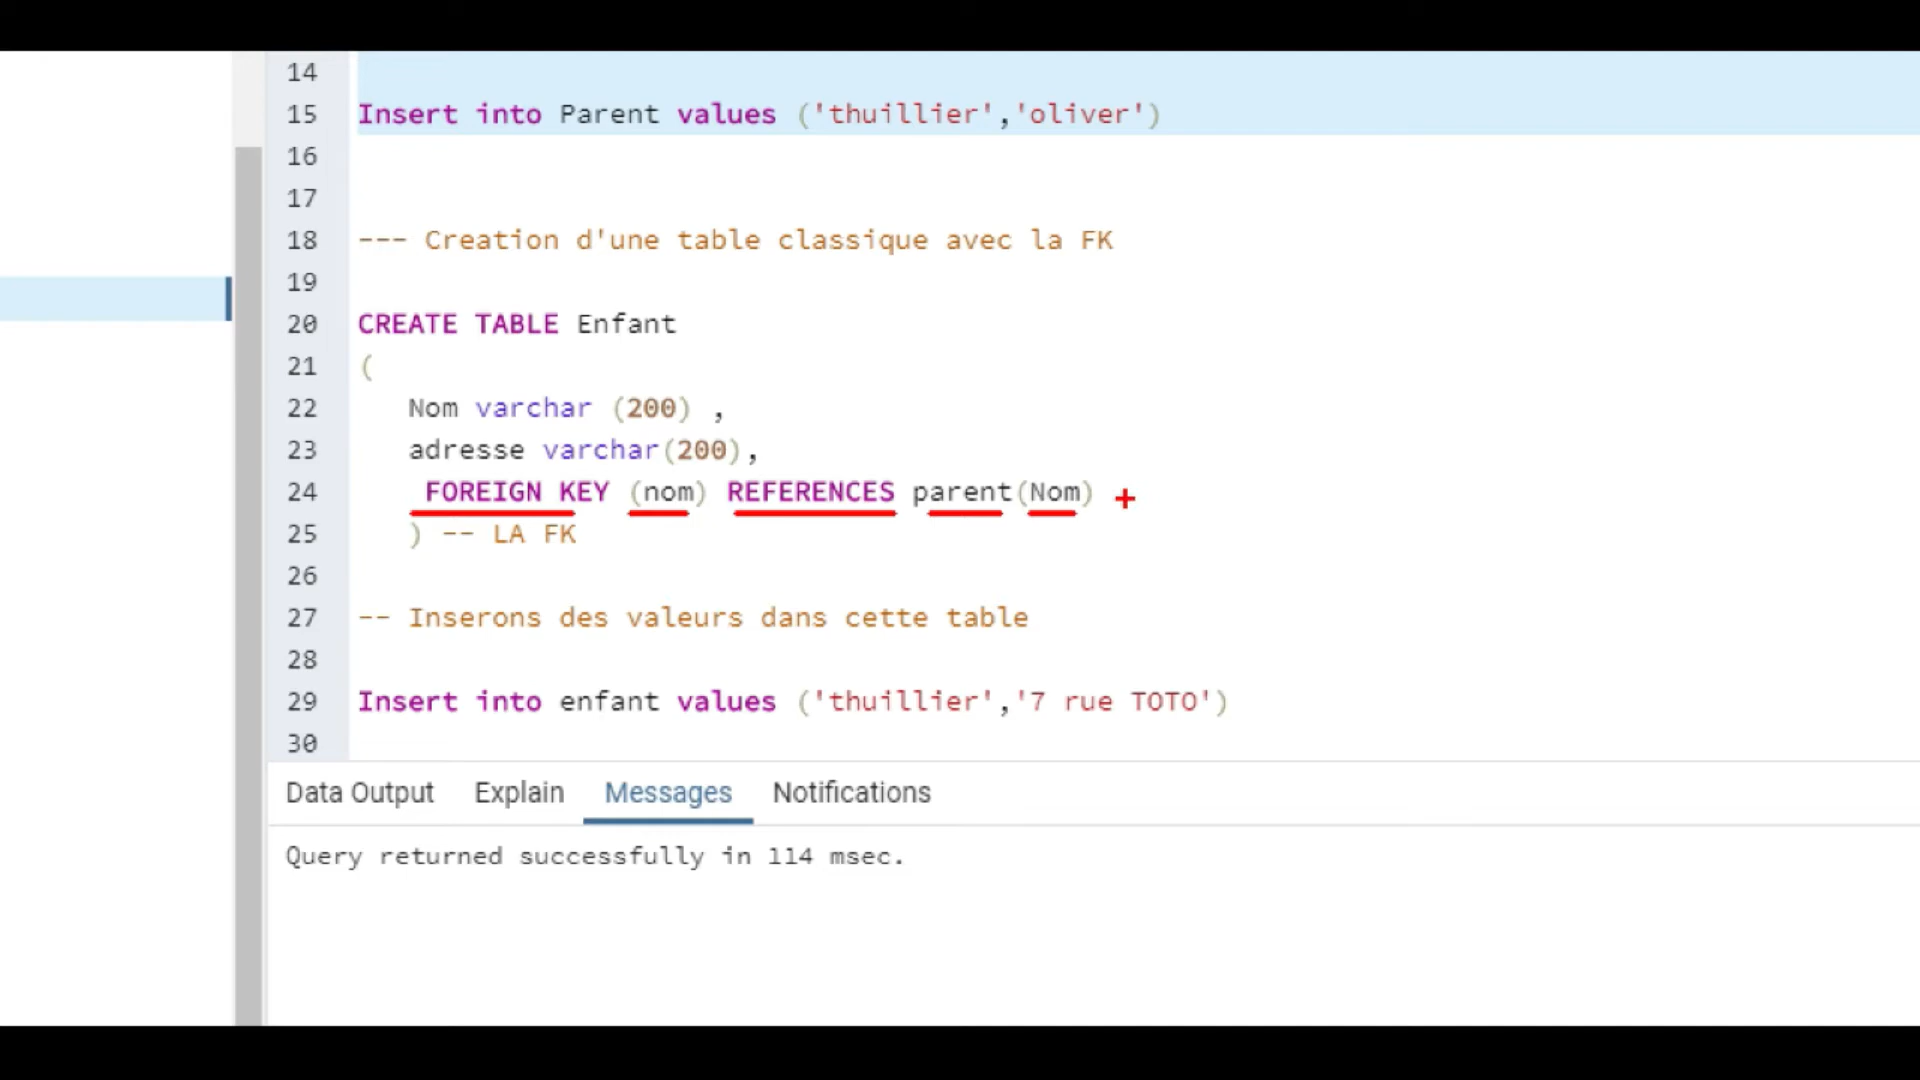 14
15 Insert into Parent values ('thuillier','oliver')
16
17
18 --- Creation d'une table classique avec la FK
19
20 CREATE TABLE Enfant
21 (
22 Nom varchar (200) ,
23 adresse varchar(200),
24 FOREIGN KEY (nom) REFERENCES parent(Nom)
25 ) -- LA FK
26
27 -- Inserons des valeurs dans cette table
28
29 Insert into enfant values ('thuillier','7 rue TOTO')
30
Data Output Explain Messages Notifications
Query returned successfully in 114 msec.